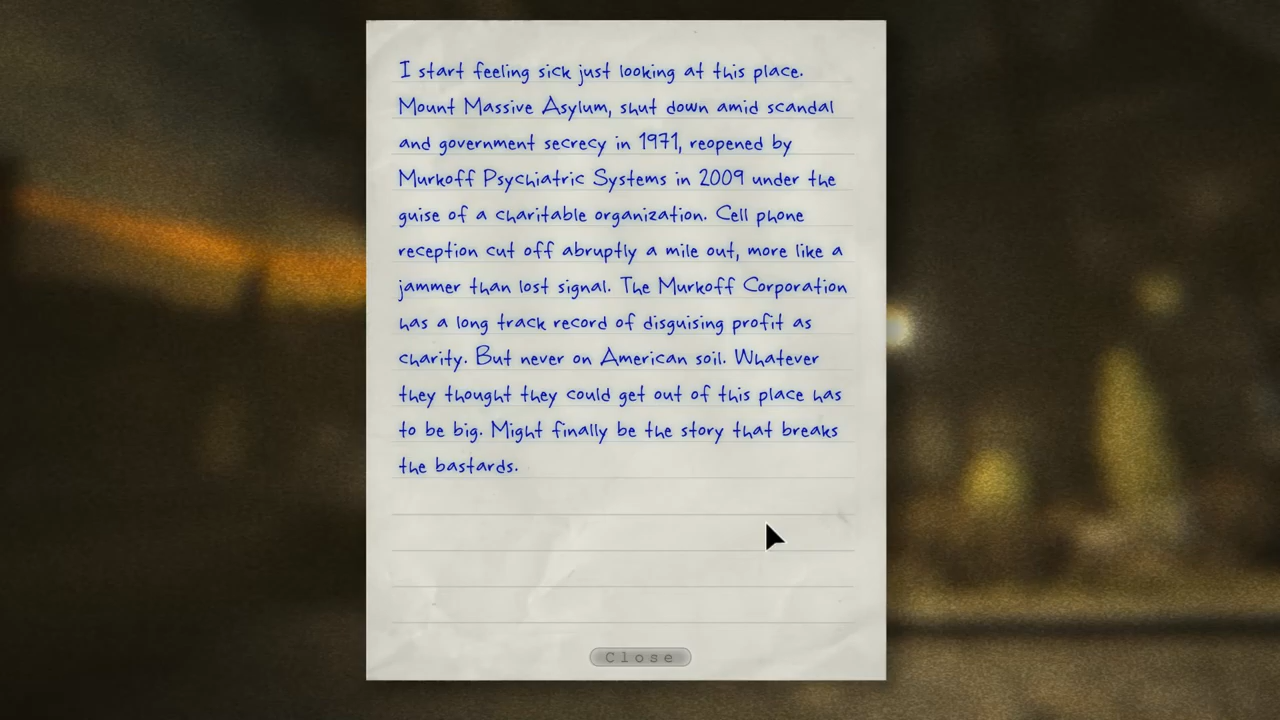 I start feeling sick just looking at this place.
Mount Massive Asylum, shut down amid scandal
and government secrecy in 1971, reopened by
Murkoff Psychiatric Systems in 2009 under the
guise of a charitable organization. Cell phone
reception cut off abruptly a mile out, more like a
jammer than lost signal. The Murkoff Corporation
has a long track record of disguising profit as
charity. But never on American soil. Whatever
they thought they could get out of this place has
to be big. Might finally be the story that breaks
the bastards.
Close